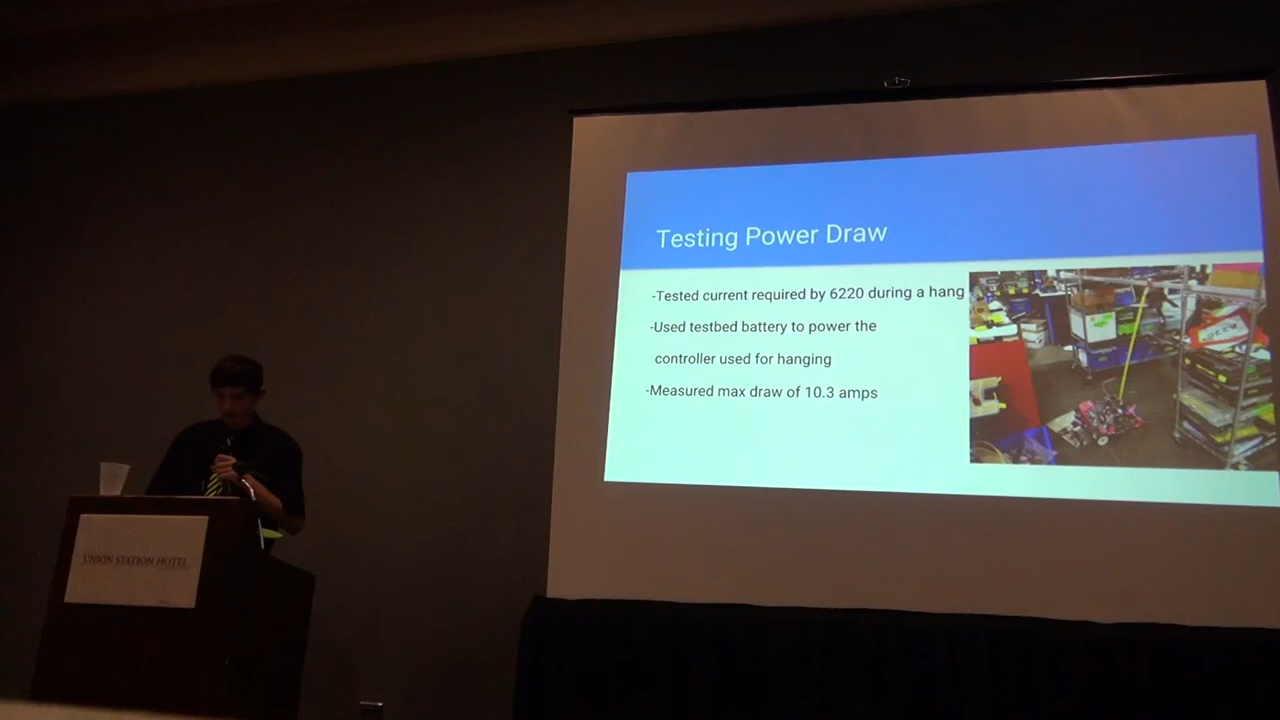 Testing Power Draw
-Tested current required by 6220 during a hang
-Used testbed battery to power the
controller used for hanging
-Measured max draw of 10.3 amps
UNION STATION HOTEL